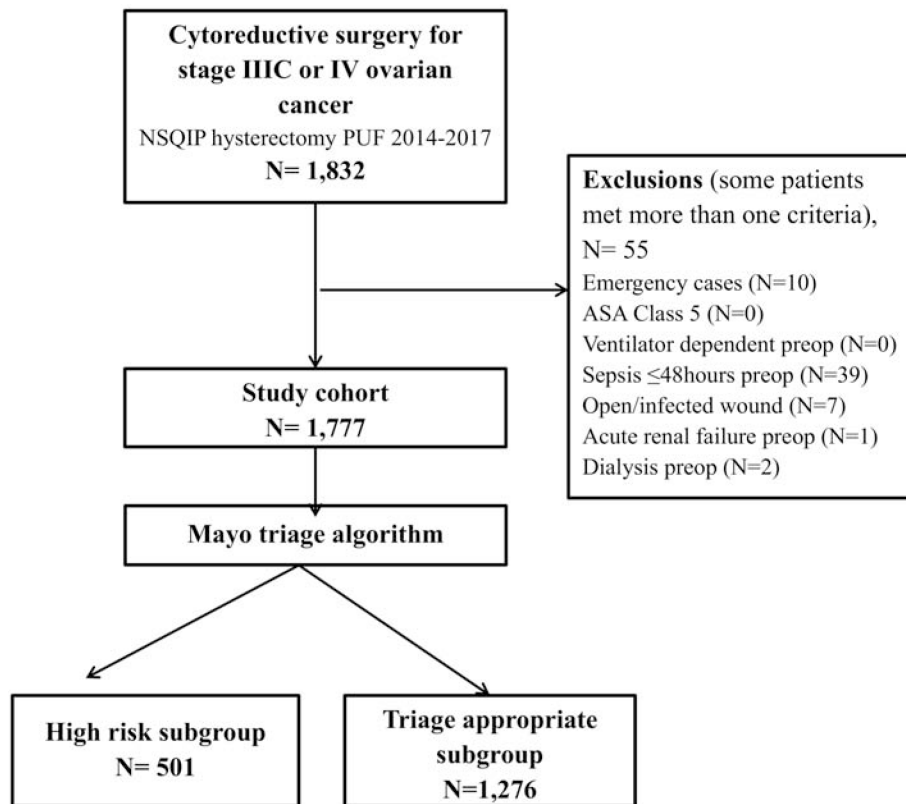 Cytoreductive surgery for
stage IIIC or IV ovarian
cancer
NSQIP hysterectomy PUF 2014-2017
N= 1,832
Exclusions (some patients
met more than one criteria),
N= 55
Emergency cases (N=10)
ASA Class 5 (N=0)
Ventilator dependent preop (N=0)
Sepsis ≤48hours preop (N=39)
Open/infected wound (N=7)
Acute renal failure preop (N=1)
Dialysis preop (N=2)
Study cohort
N= 1,777
Mayo triage algorithm
High risk subgroup
N= 501
Triage appropriate
subgroup
N=1,276